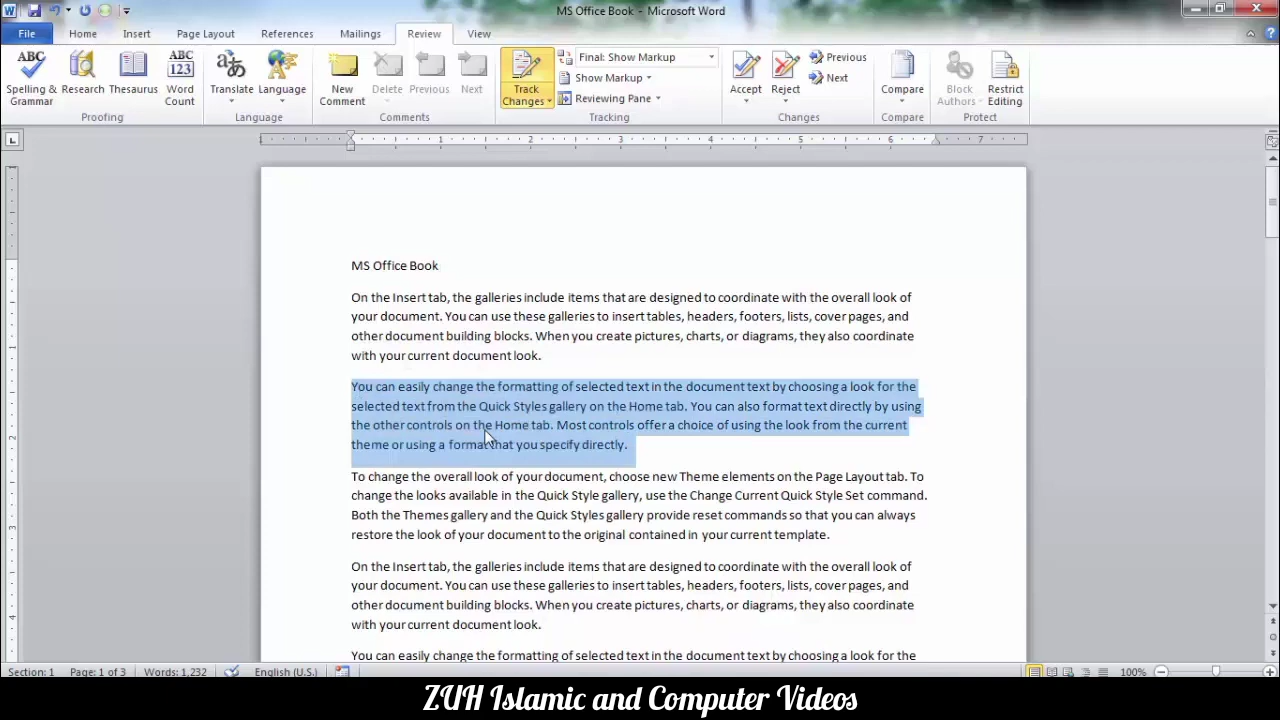 MS Office Book - Microsoft Word
File Home Insert Page Layout References Mailings Review View
ABC Spelling & Grammar
Research
Thesaurus
ABC 123 Word Count
Translate
Language
New Comment
Delete
Previous
Next
Track Changes
Final: Show Markup
Show Markup
Reviewing Pane
Accept
Reject
Previous
Next
Compare
Block Authors
Restrict Editing
Proofing Language Comments Tracking Changes Compare Protect
1 2 3 4 5 6 7
MS Office Book
On the Insert tab, the galleries include items that are designed to coordinate with the overall look of
your document. You can use these galleries to insert tables, headers, footers, lists, cover pages, and
other document building blocks. When you create pictures, charts, or diagrams, they also coordinate
with your current document look.
You can easily change the formatting of selected text in the document text by choosing a look for the
selected text from the Quick Styles gallery on the Home tab. You can also format text directly by using
the other controls on the Home tab. Most controls offer a choice of using the look from the current
theme or using a format that you specify directly.
To change the overall look of your document, choose new Theme elements on the Page Layout tab. To
change the looks available in the Quick Style gallery, use the Change Current Quick Style Set command.
Both the Themes gallery and the Quick Styles gallery provide reset commands so that you can always
restore the look of your document to the original contained in your current template.
On the Insert tab, the galleries include items that are designed to coordinate with the overall look of
your document. You can use these galleries to insert tables, headers, footers, lists, cover pages, and
other document building blocks. When you create pictures, charts, or diagrams, they also coordinate
with your current document look.
You can easily change the formatting of selected text in the document text by choosing a look for the
Section: 1 Page: 1 of 3 Words: 1,232 English (U.S.) 100%
ZUH Islamic and Computer Videos